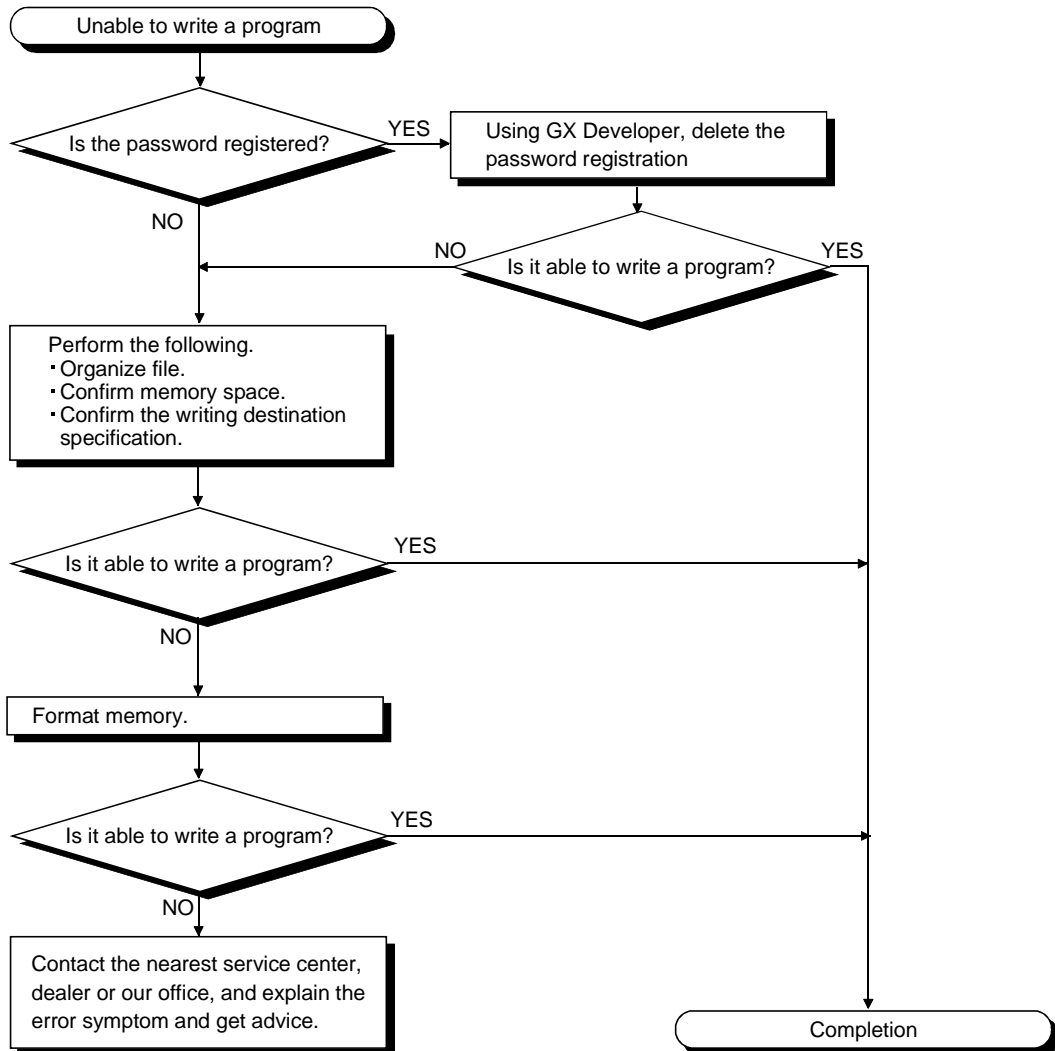 Unable to write a program
Is the password registered?
YES
Using GX Developer, delete the
password registration
NO
NO
Is it able to write a program?
YES
Perform the following.
・Organize file.
・Confirm memory space.
・Confirm the writing destination
specification.
Is it able to write a program?
YES
NO
Format memory.
Is it able to write a program?
YES
NO
Contact the nearest service center,
dealer or our office, and explain the
error symptom and get advice.
Completion